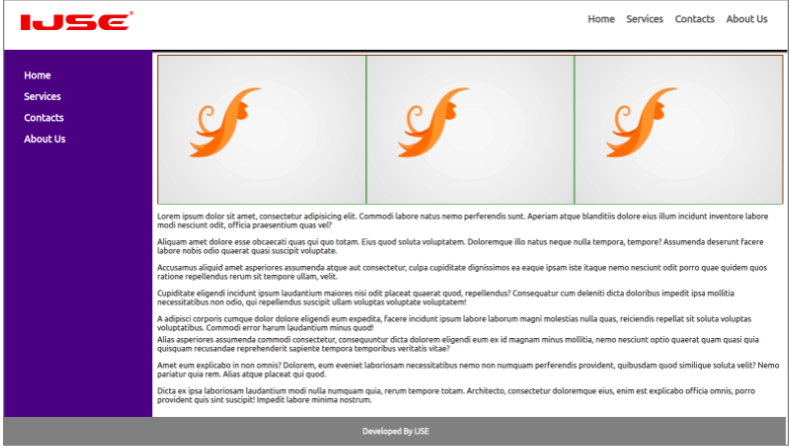 IJSE
Home Services Contacts About Us
Home
Services
Contacts
About Us
Lorem ipsum dolor sit amet, consectetur adipisicing elit. Commodi labore natus nemo perferendis sunt. Aperiam atque blanditiis dolore eius illum incidunt inventore labore
modi nesciunt odit, officia praesentium quas vel?
Aliquam amet dolore esse obcaecati quas qui quo totam. Eius quod soluta voluptatem. Doloremque illo natus neque nulla tempora, tempore? Assumenda deserunt facere
labore nobis odio quaerat quasi suscipit voluptate.
Accusamus aliquid amet asperiores assumenda atque aut consectetur, culpa cupiditate dignissimos ea eaque ipsam iste itaque nemo nesciunt odit porro quae quidem quos
ratione repellendus rerum sit tempore ullam, velit.
Cupiditate eligendi incidunt ipsum laudantium maiores nisi odit placeat quaerat quod, repellendus? Consequatur cum deleniti dicta doloribus impedit ipsa mollitia
necessitatibus non odio, qui repellendus suscipit ullam voluptas voluptate voluptatem!
A adipisci corporis cumque dolor dolore eligendi eum expedita, facere incidunt ipsum labore laborum magni molestias nulla quas, reiciendis repellat sit soluta voluptas
voluptatibus. Commodi error harum laudantium minus quod!
Alias asperiores assumenda commodi consectetur, consequuntur dicta dolorem eligendi eum ex id magnam minus mollitia, nemo nesciunt optio quaerat quam quasi quia
quisquam recusandae reprehenderit sapiente tempora temporibus veritatis vitae?
Amet eum explicabo in non omnis? Dolorem, eum eveniet laboriosam necessitatibus nemo non numquam perferendis provident, quibusdam quod similique soluta velit? Nemo
pariatur quia rem. Alias atque placeat qui quod.
Dicta ex ipsa laboriosam laudantium modi nulla numquam quia, rerum tempore totam. Architecto, consectetur doloremque eius, enim est explicabo officia omnis, porro
provident quis sint suscipit! Impedit labore minima nostrum.
Developed By IJSE